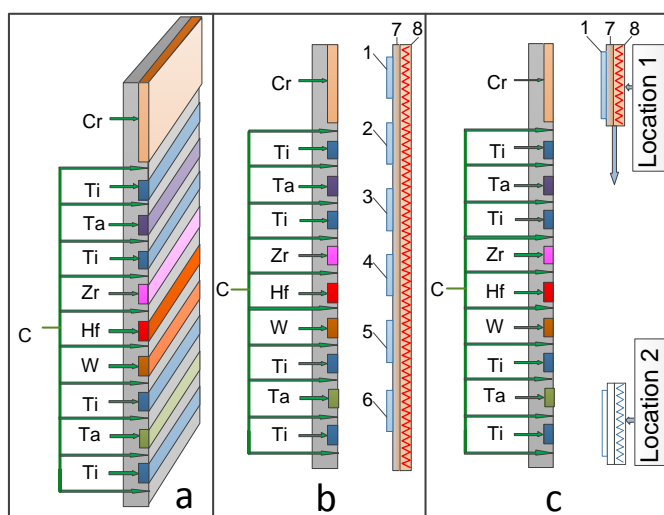 Cr
Ti
Ta
Ti
Zr
C
Hf
W
Ti
Ta
Ti
a
7 8
1
Cr
2
Ti
Ta
3
Ti
Zr
4
C
Hf
W
5
Ti
Ta
6
Ti
b
7
1 8
Cr
Location 1
Ti
Ta
Ti
Zr
C
Hf
W
Ti
Ta
Location 2
Ti
c